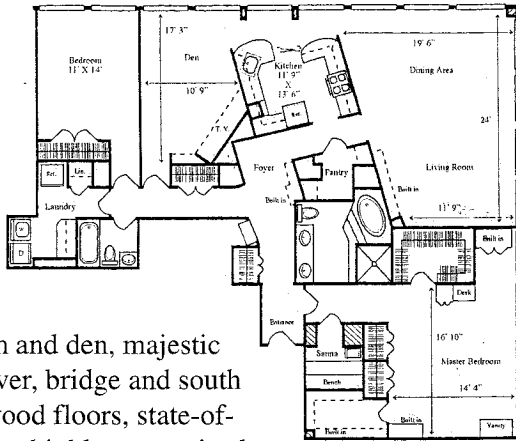 17' 3"
19' 6"
Bedroom
11' X 14'
Den
Kitchen
11' 9"
X
13' 6"
Dining Area
10' 9"
24'
T.V.
Ref.
Foyer
Pantry
Living Room
Ref.
Lin.
Built in
Built in
11' 9"
Laundry
W
D
Built in
Desk
Entrance
Sauna
Bench
16' 10"
Master Bedroom
14' 4"
Built in
Built in
Vanity
n and den, majestic
ver, bridge and south
wood floors, state-of-